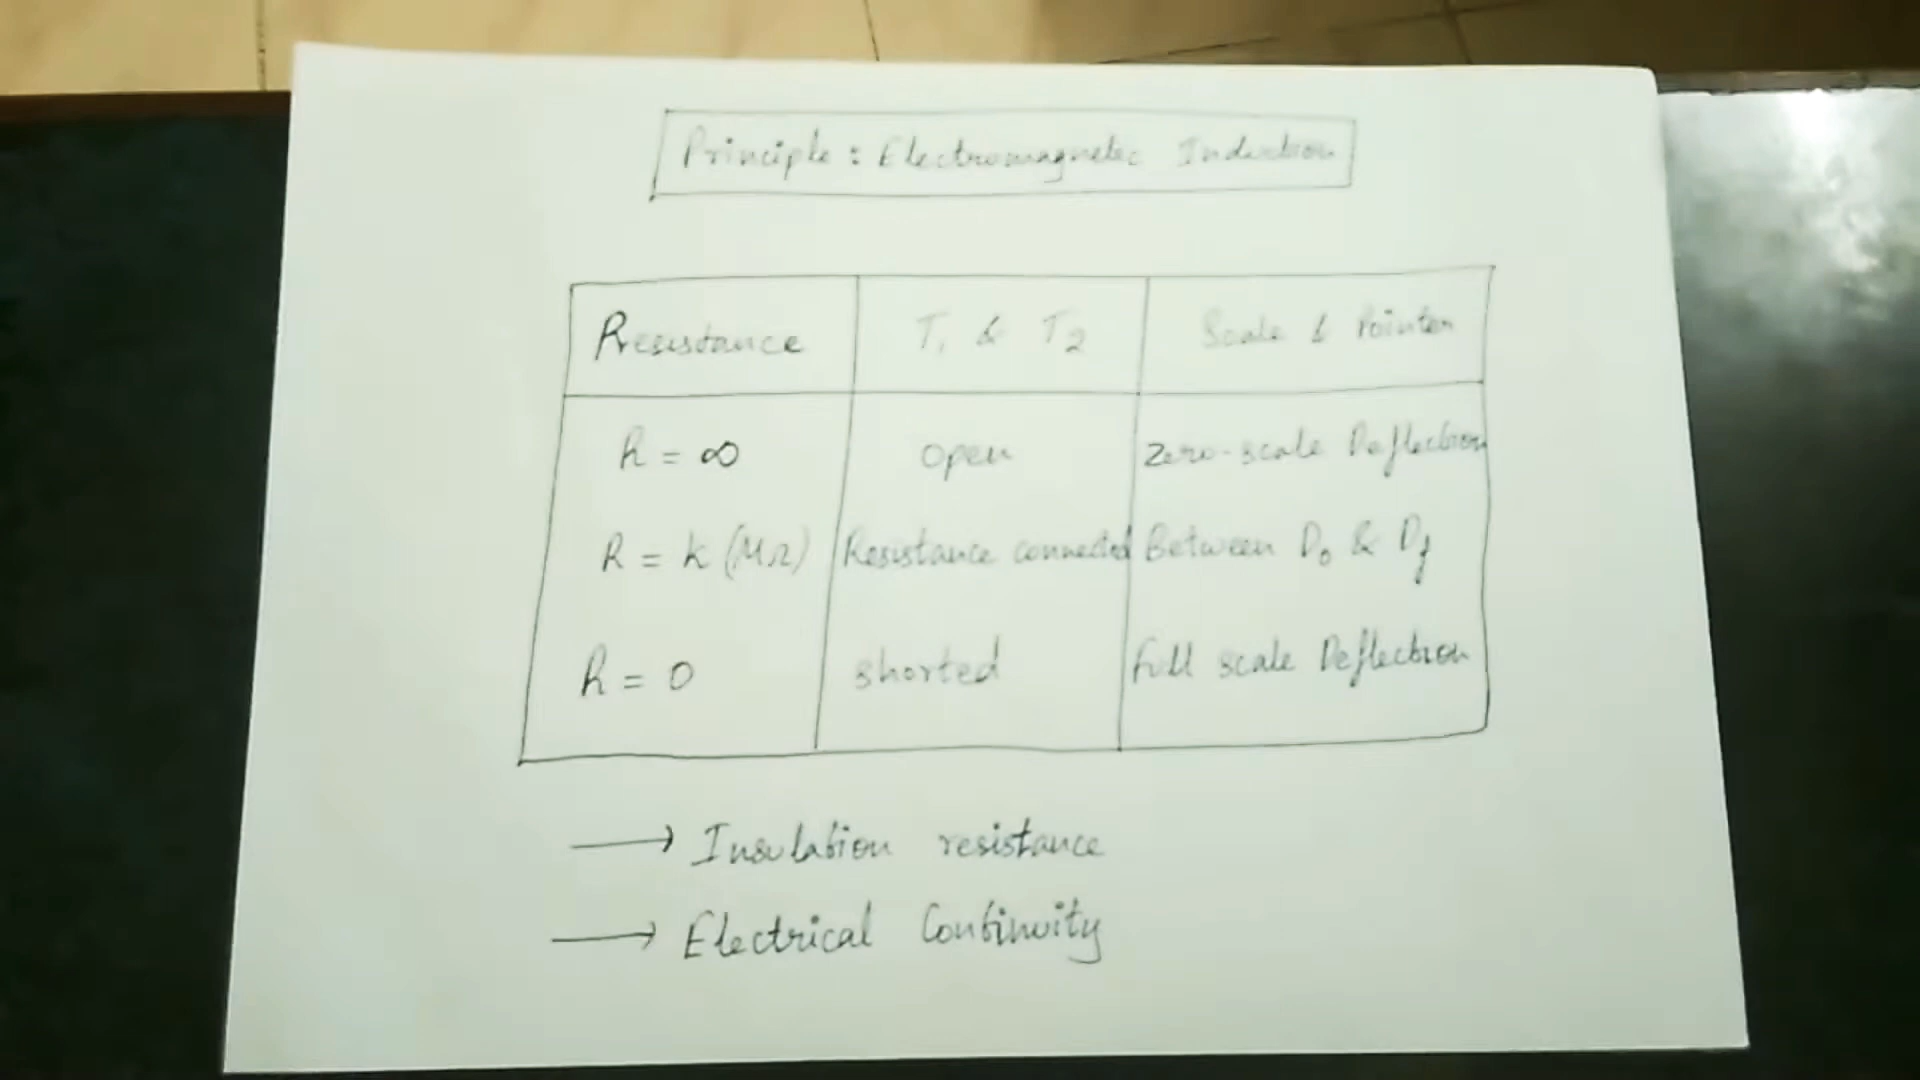 Principle : Electromagnetic Induction
Resistance T1 & T2 Scale & Pointer
R = ∞ open Zero-scale Deflection
R = K (MΩ) Resistance connected Between D0 & Df
R = 0 shorted full scale Deflection
→ Insulation resistance
→ Electrical Continuity